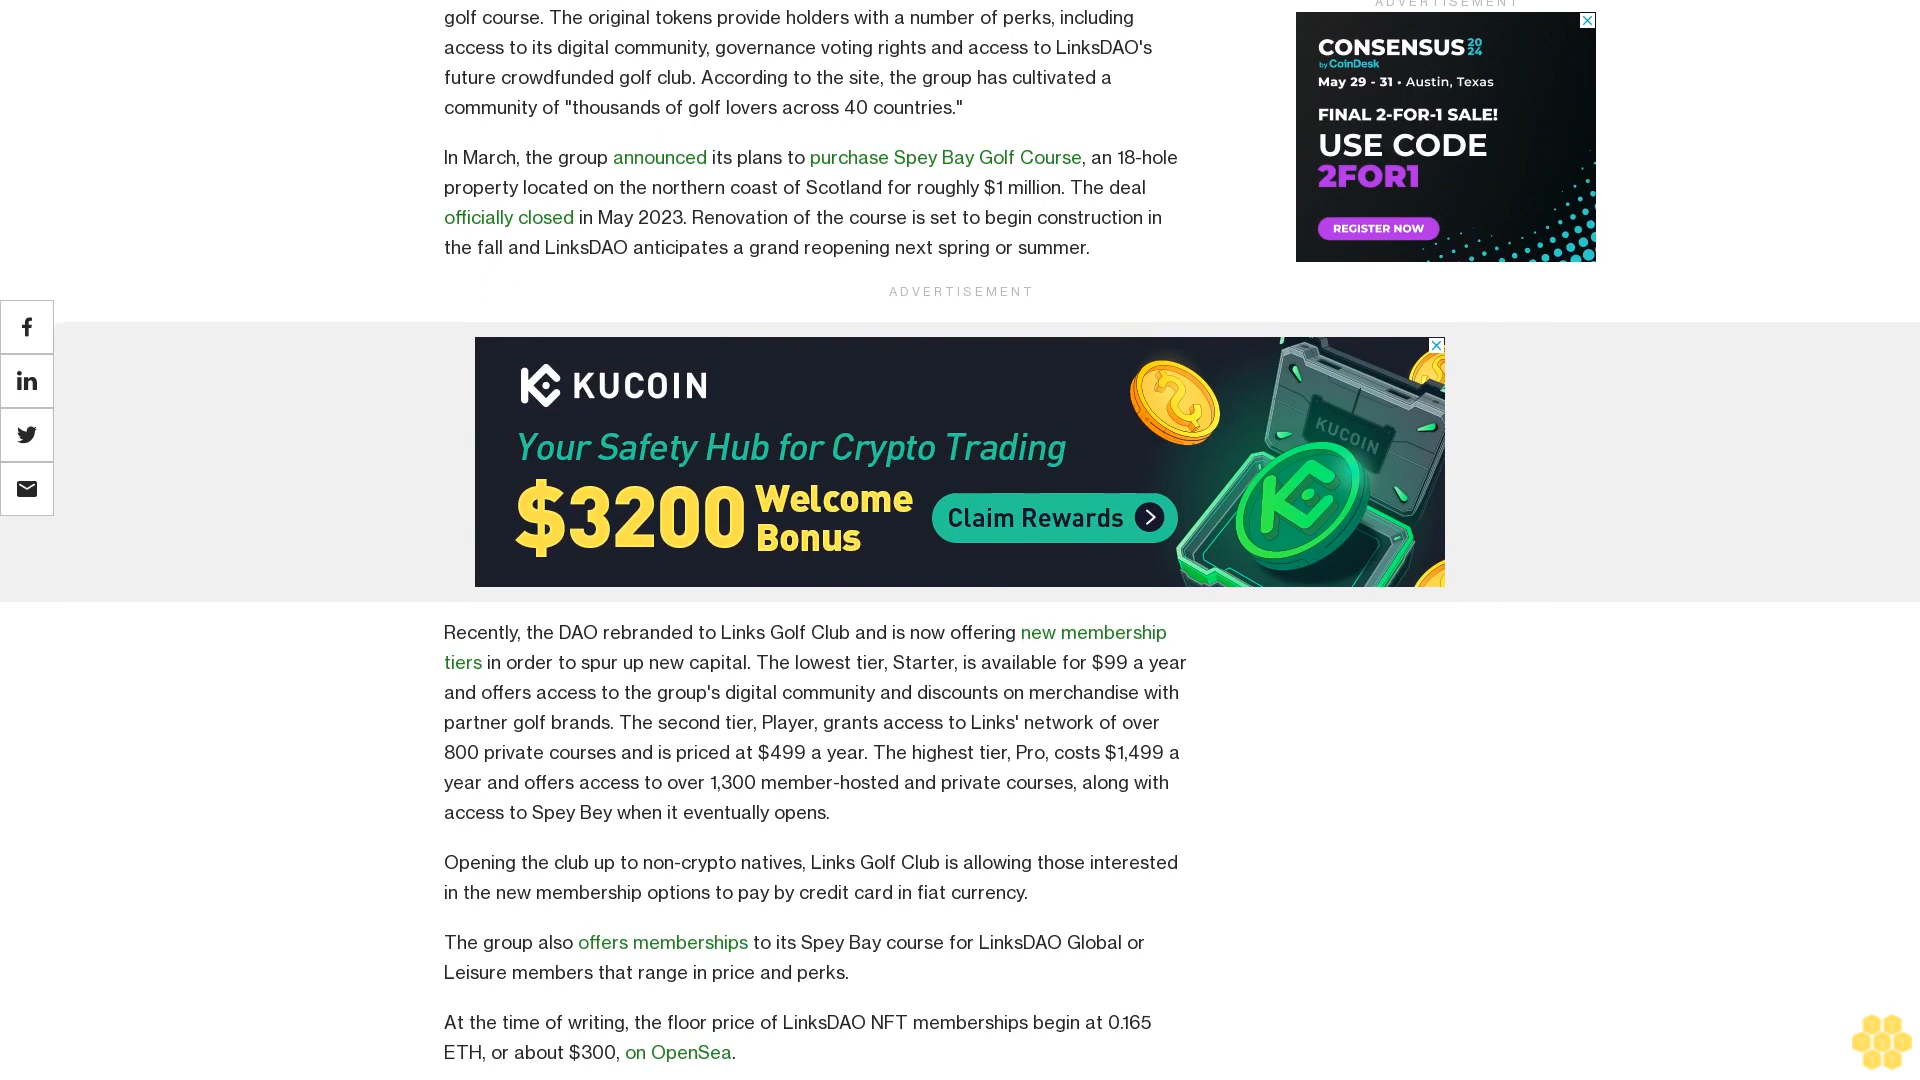 golf course. The original tokens provide holders with a number of perks, including
access to its digital community, governance voting rights and access to LinksDAO's
future crowdfunded golf club. According to the site, the group has cultivated a
community of "thousands of golf lovers across 40 countries."
In March, the group announced its plans to purchase Spey Bay Golf Course, an 18-hole
property located on the northern coast of Scotland for roughly $1 million. The deal
officially closed in May 2023. Renovation of the course is set to begin construction in
the fall and LinksDAO anticipates a grand reopening next spring or summer.
ADVERTISEMENT
CONSENSUS 2024
by CoinDesk
May 29 - 31 • Austin, Texas
FINAL 2-FOR-1 SALE!
USE CODE
2FOR1
REGISTER NOW
ADVERTISEMENT
KUCOIN
Your Safety Hub for Crypto Trading
$3200 Welcome Bonus
Claim Rewards
KUCOIN
Recently, the DAO rebranded to Links Golf Club and is now offering new membership
tiers in order to spur up new capital. The lowest tier, Starter, is available for $99 a year
and offers access to the group's digital community and discounts on merchandise with
partner golf brands. The second tier, Player, grants access to Links' network of over
800 private courses and is priced at $499 a year. The highest tier, Pro, costs $1,499 a
year and offers access to over 1,300 member-hosted and private courses, along with
access to Spey Bey when it eventually opens.
Opening the club up to non-crypto natives, Links Golf Club is allowing those interested
in the new membership options to pay by credit card in fiat currency.
The group also offers memberships to its Spey Bay course for LinksDAO Global or
Leisure members that range in price and perks.
At the time of writing, the floor price of LinksDAO NFT memberships begin at 0.165
ETH, or about $300, on OpenSea.